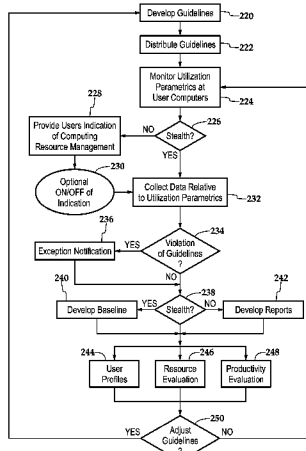 Develop Guidelines
220
Distribute Guidelines
222
Monitor Utilization
Parametrics at
User Computers
224
228
Provide Users Indication
of Computing
Resource Management
226
NO
Stealth?
YES
230
Optional
ON/OFF of
Indication
Collect Data Relative
to Utilization Parametrics
232
236
Exception Notification
YES
Violation
of Guidelines
?
234
NO
240
Develop Baseline
YES
Stealth?
238
NO
242
Develop Reports
244
User
Profiles
246
Resource
Evaluation
248
Productivity
Evaluation
250
YES
Adjust
Guidelines
?
NO